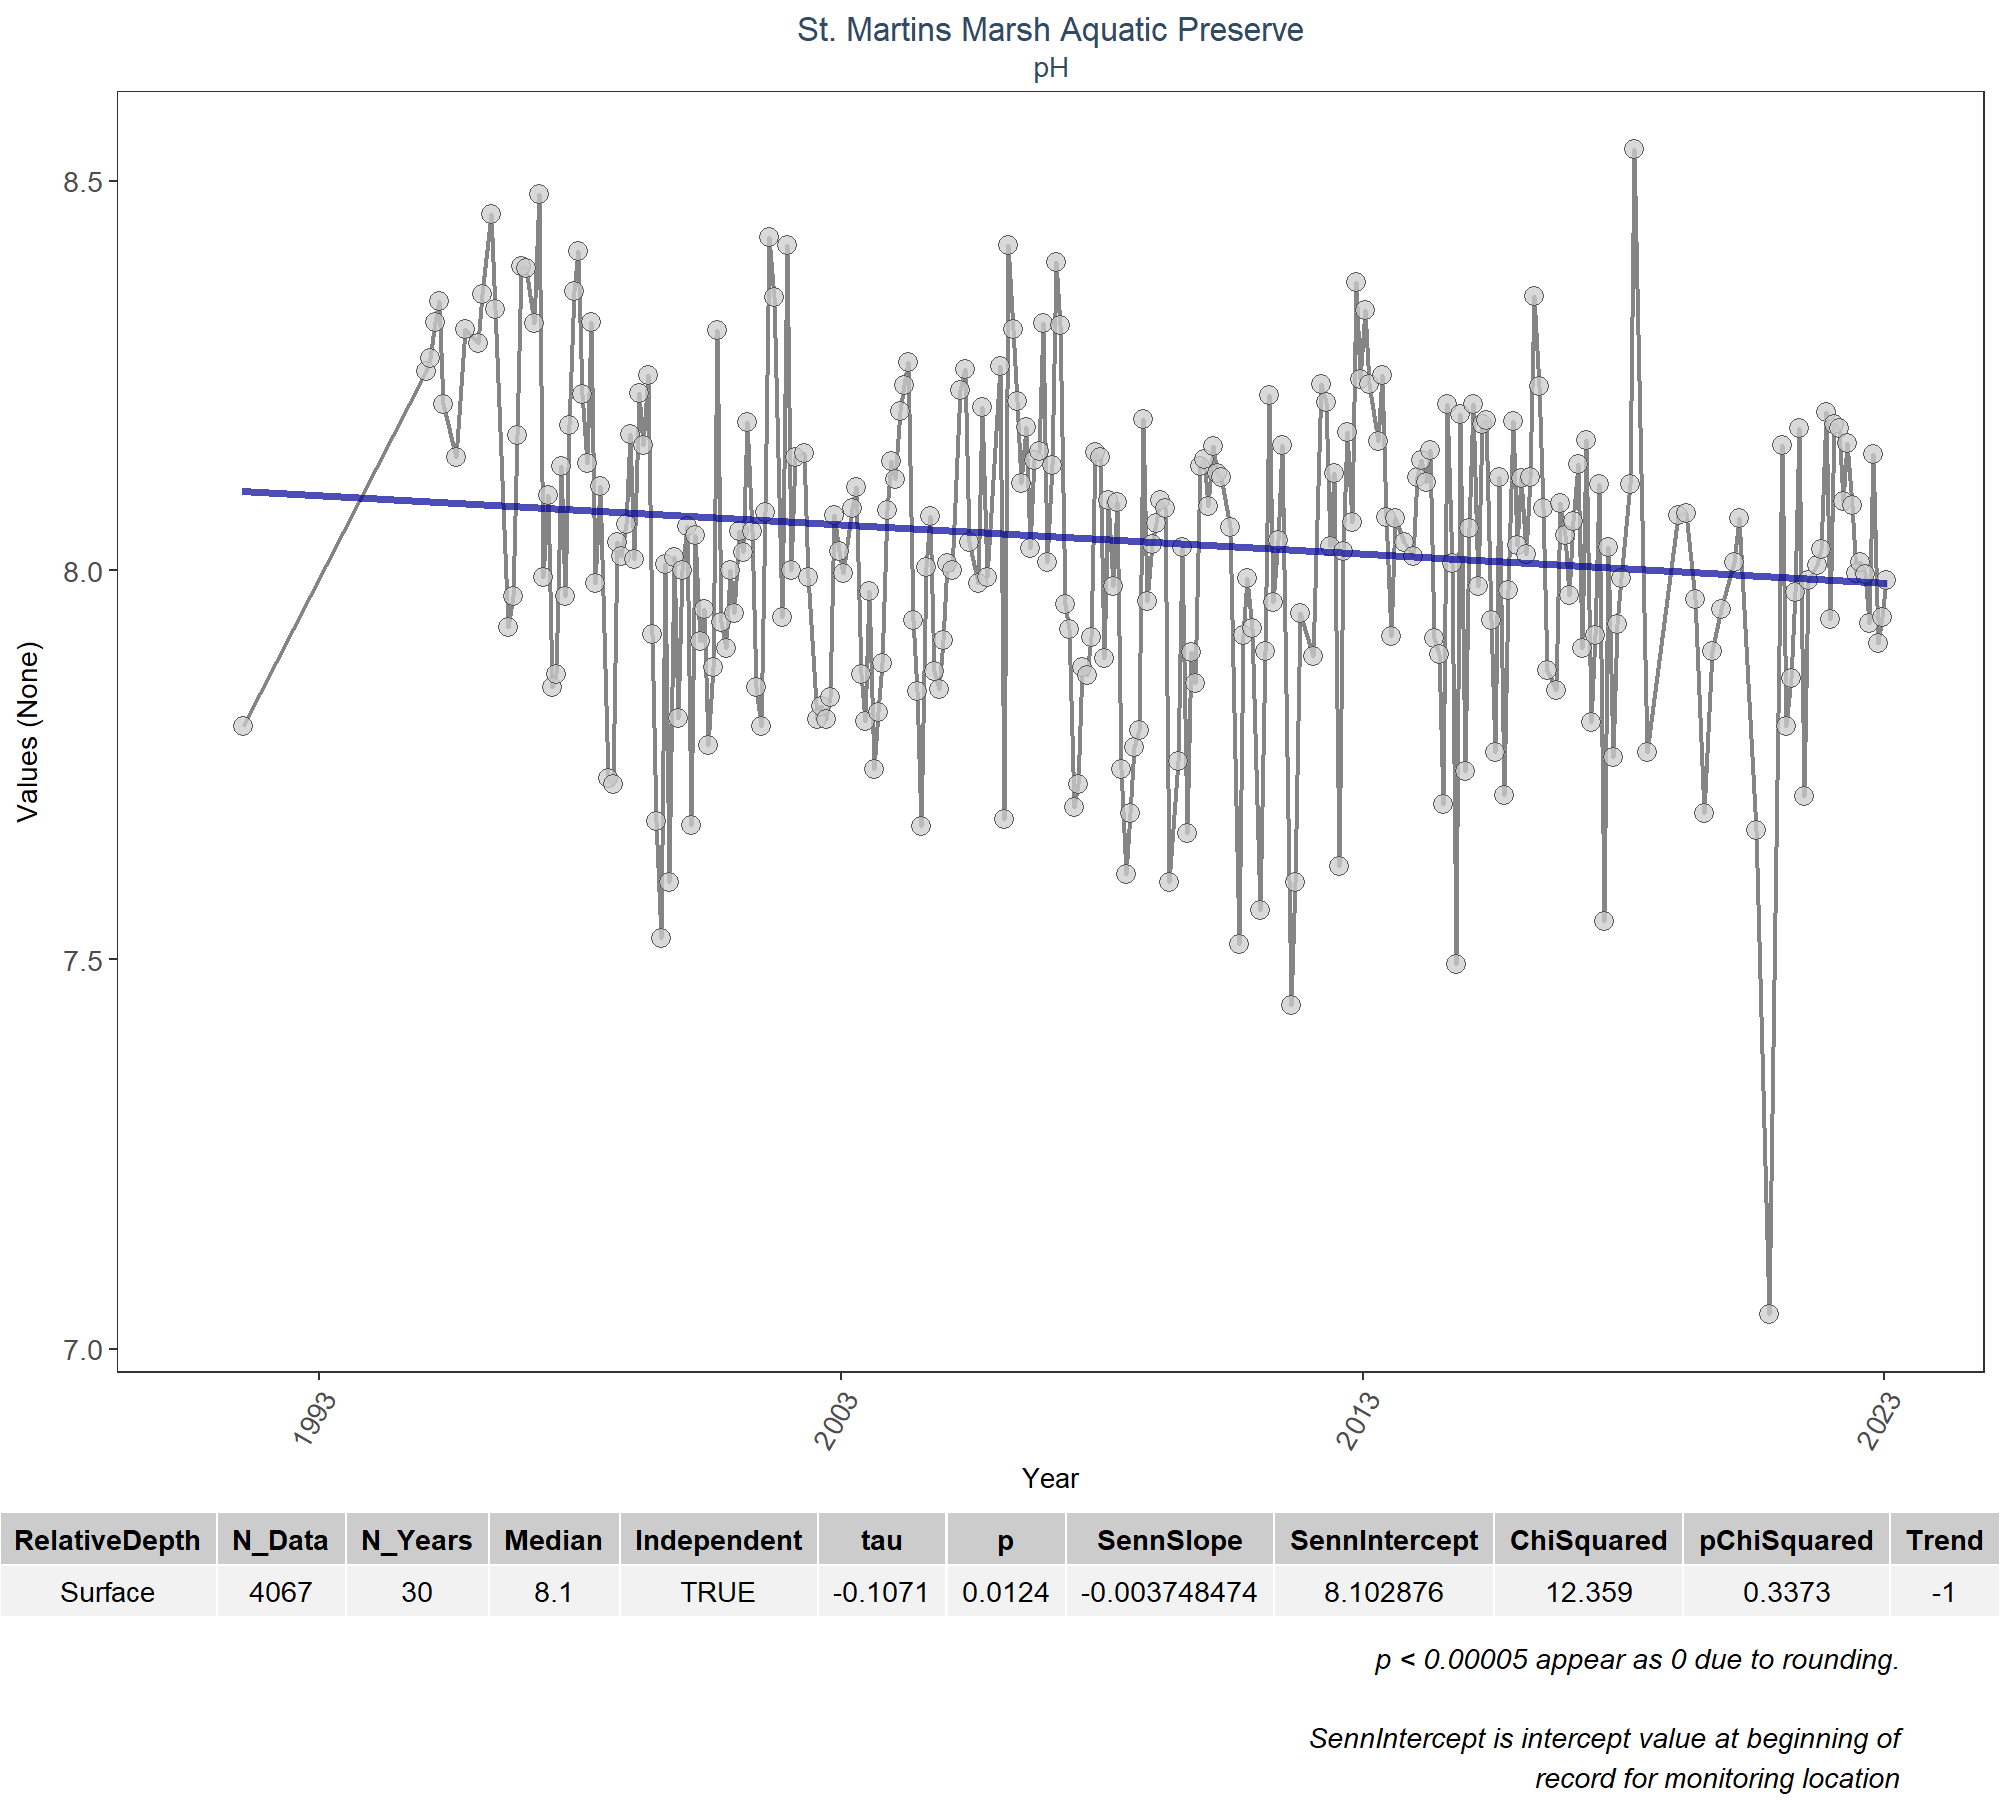 St. Martins Marsh Aquatic Preserve
pH
Values (None)
8.5
8.0
7.5
7.0
1993
2003
2013
2023
Year
RelativeDepth N_Data N_Years Median Independent tau p SennSlope SennIntercept ChiSquared pChiSquared Trend
Surface 4067 30 8.1 TRUE -0.1071 0.0124 -0.003748474 8.102876 12.359 0.3373 -1
p < 0.00005 appear as 0 due to rounding.
SennIntercept is intercept value at beginning of
record for monitoring location